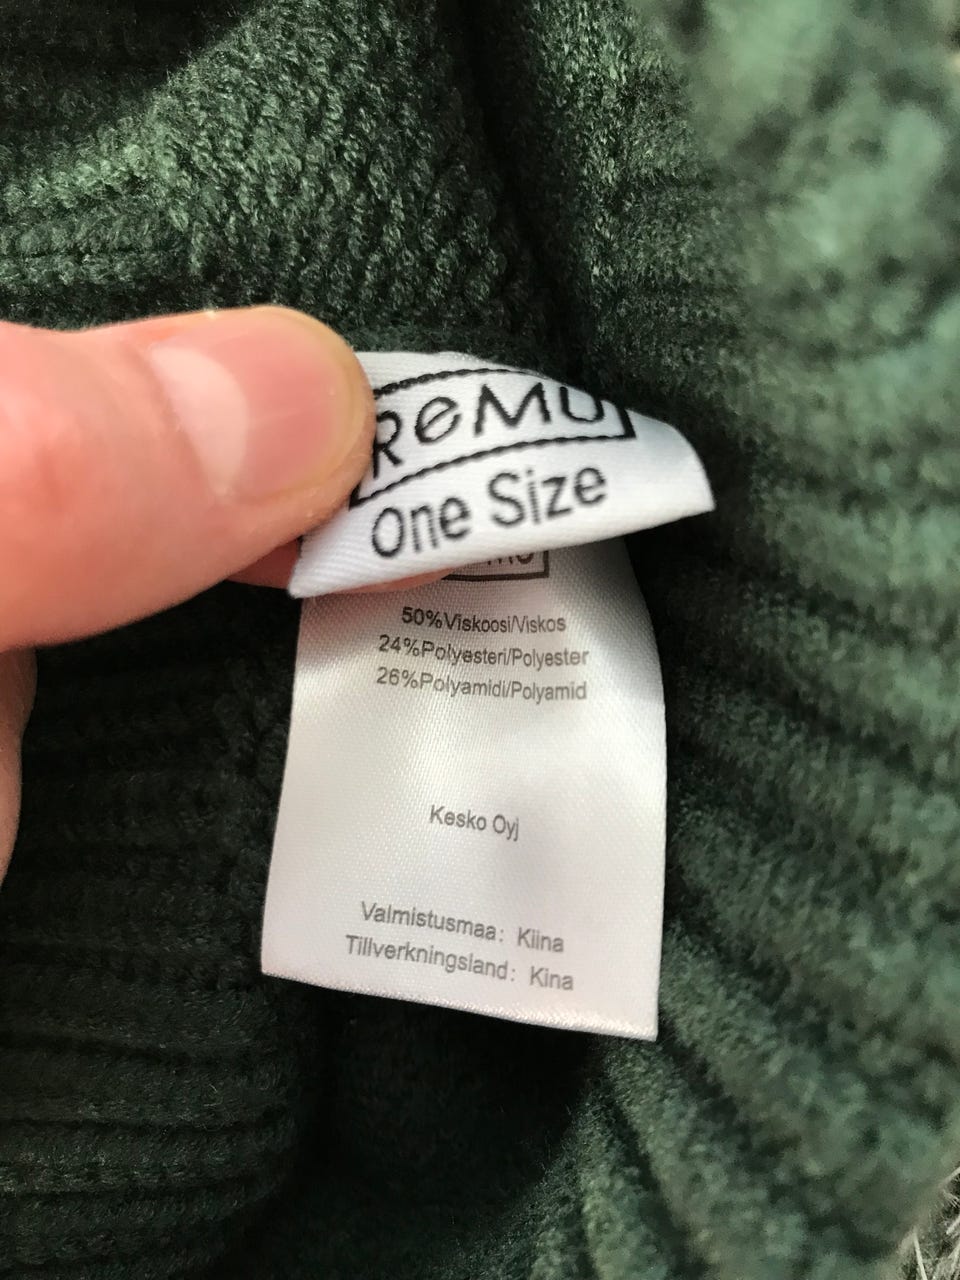 ReMU
One Size
50%Viskoosi/Viskos
24%Polyesteri/Polyester
26%Polyamidi/Polyamid
Kesko Oyj
Valmistusmaa: Kiina
Tillverkningsland: Kina